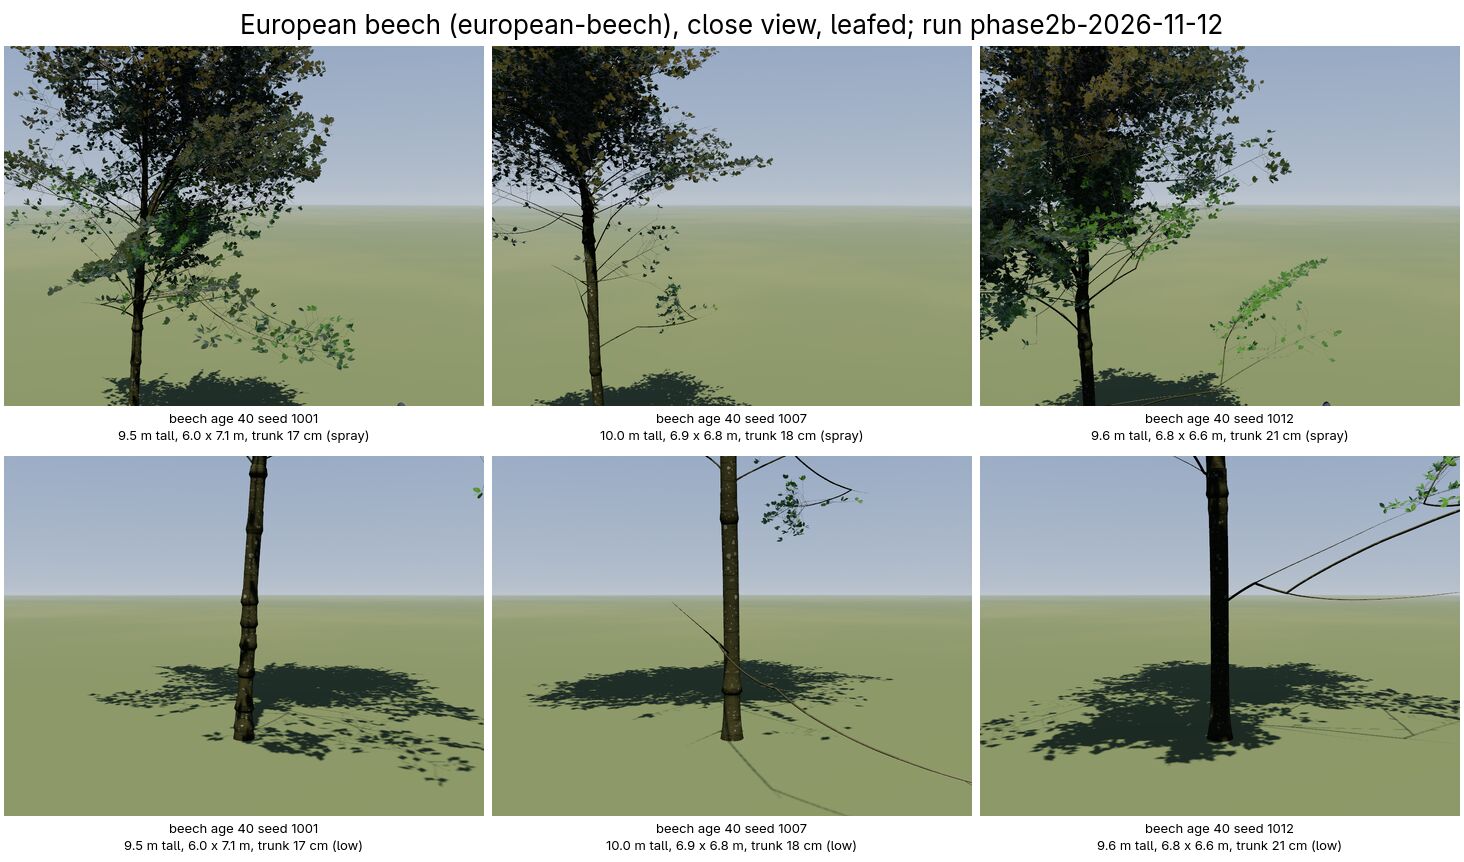 European beech (european-beech), close view, leafed; run phase2b-2026-11-12
beech age 40 seed 1001
9.5 m tall, 6.0 x 7.1 m, trunk 17 cm (spray)
beech age 40 seed 1007
10.0 m tall, 6.9 x 6.8 m, trunk 18 cm (spray)
beech age 40 seed 1012
9.6 m tall, 6.8 x 6.6 m, trunk 21 cm (spray)
beech age 40 seed 1001
9.5 m tall, 6.0 x 7.1 m, trunk 17 cm (low)
beech age 40 seed 1007
10.0 m tall, 6.9 x 6.8 m, trunk 18 cm (low)
beech age 40 seed 1012
9.6 m tall, 6.8 x 6.6 m, trunk 21 cm (low)